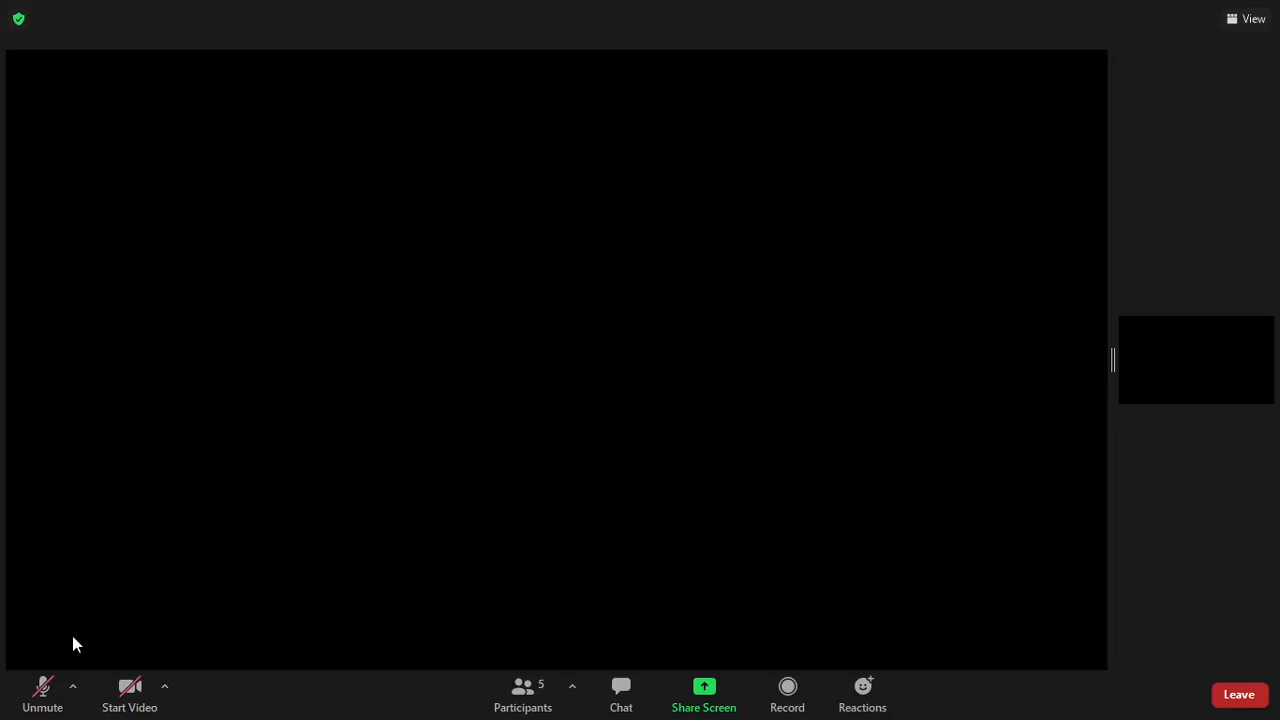 View
Unmute
Start Video
5
Participants
Chat
Share Screen
Record
Reactions
Leave